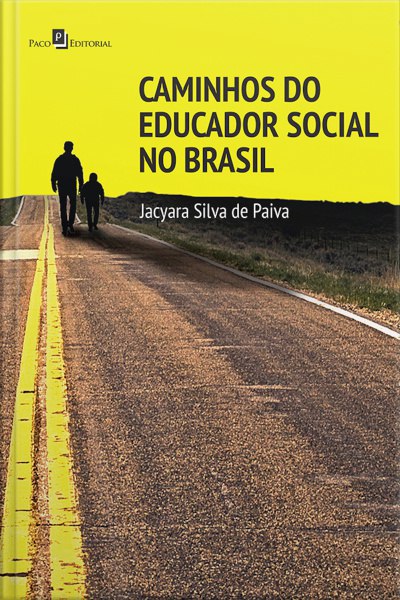 PACO EDITORIAL
CAMINHOS DO
EDUCADOR SOCIAL
NO BRASIL
Jacyara Silva de Paiva